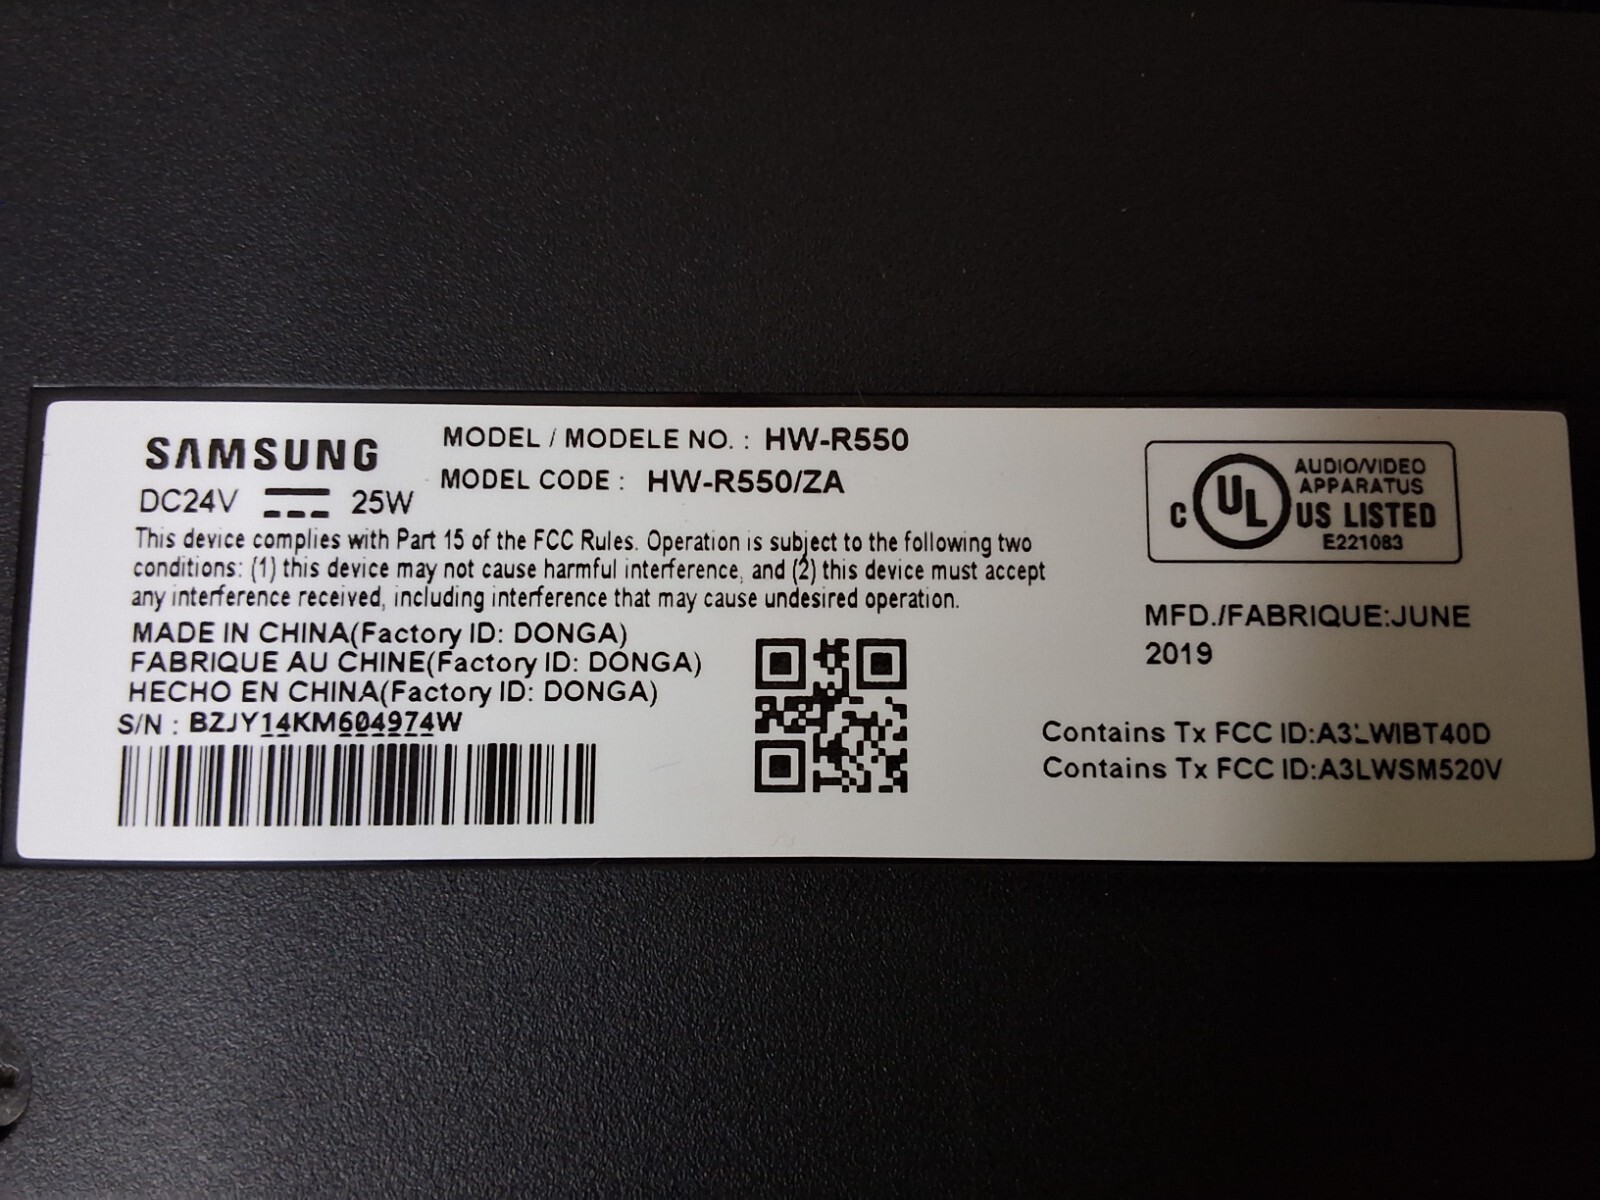 SAMSUNG
DC24V 25W
MODEL / MODELE NO. : HW-R550
MODEL CODE : HW-R550/ZA
This device complies with Part 15 of the FCC Rules. Operation is subject to the following two
conditions: (1) this device may not cause harmful interference, and (2) this device must accept
any interference received, including interference that may cause undesired operation.
MADE IN CHINA(Factory ID: DONGA)
FABRIQUE AU CHINE(Factory ID: DONGA)
HECHO EN CHINA(Factory ID: DONGA)
S/N : BZJY14KM604974W
C UL US LISTED
AUDIO/VIDEO
APPARATUS
E221083
MFD./FABRIQUE:JUNE
2019
Contains Tx FCC ID:A3LWIBT40D
Contains Tx FCC ID:A3LWSM520V